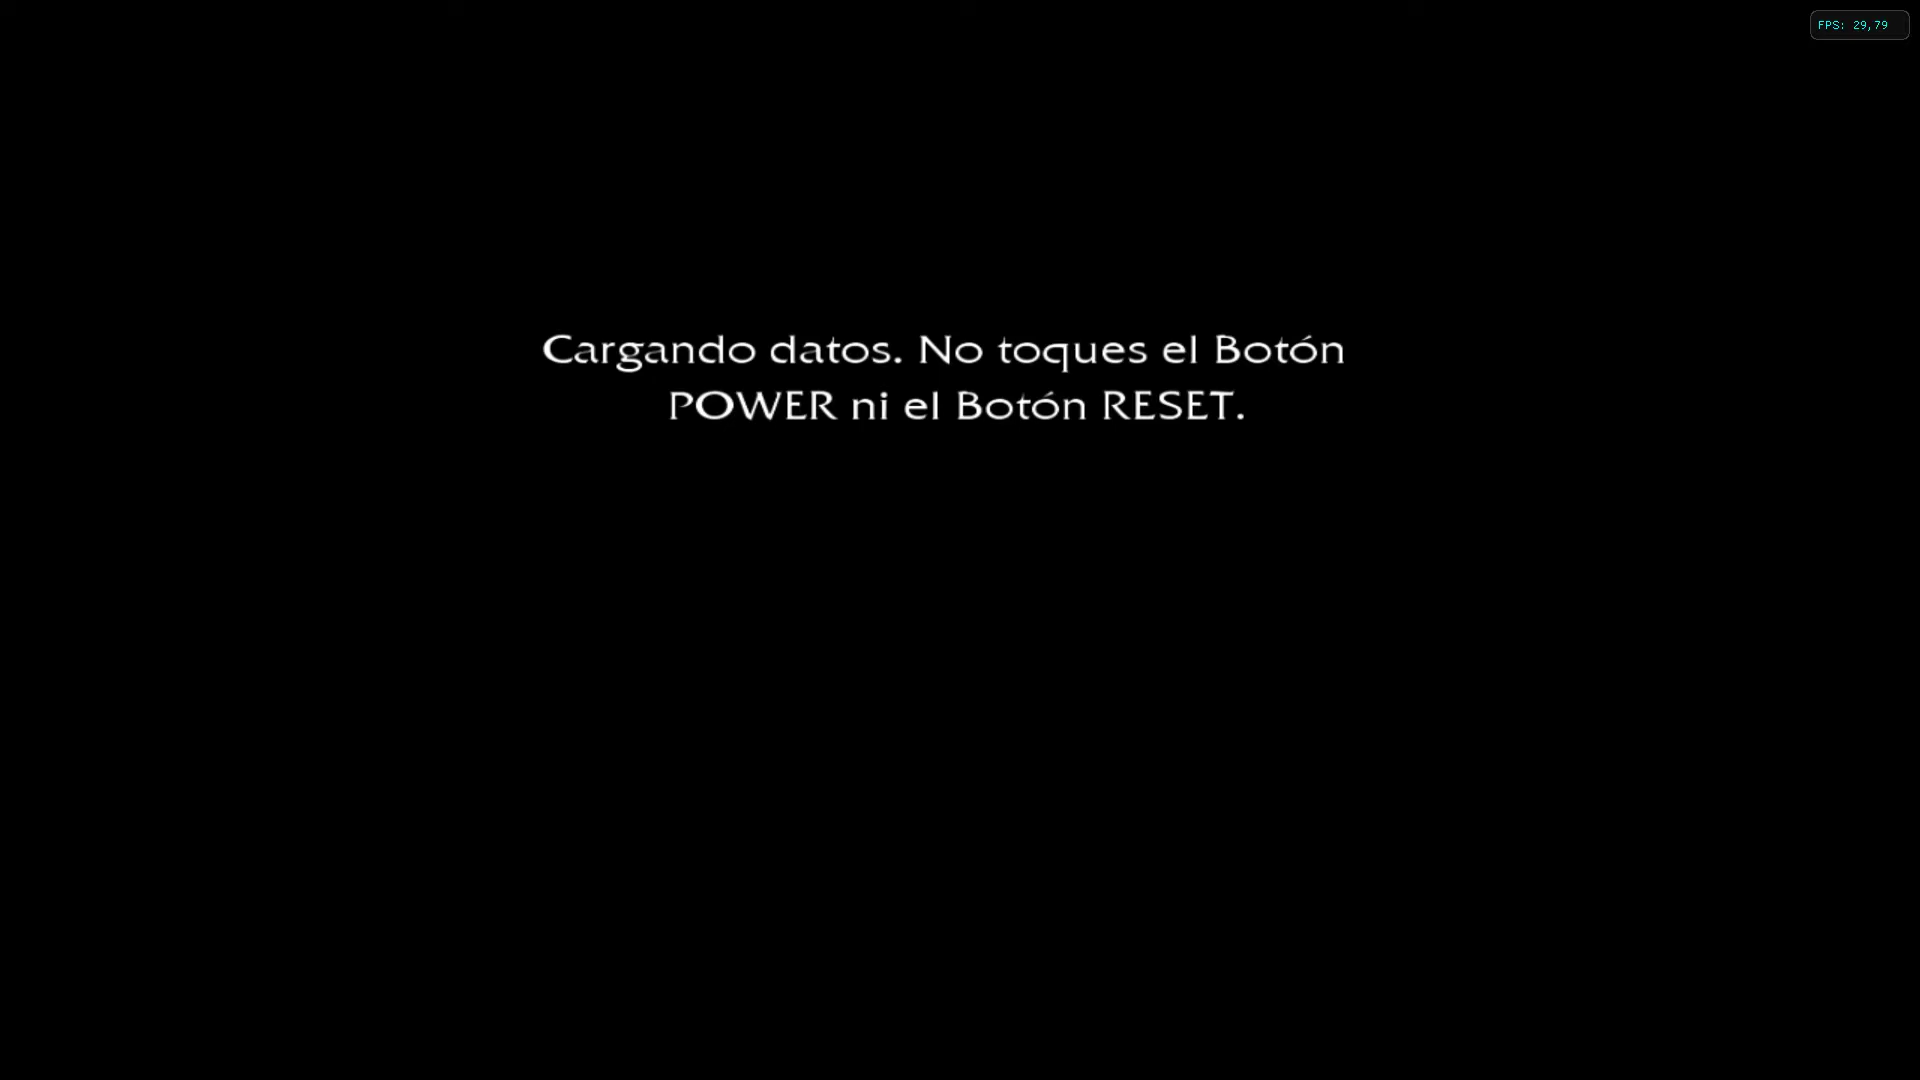 FPS: 29,79
Cargando datos. No toques el Botón
POWER ni el Botón RESET.